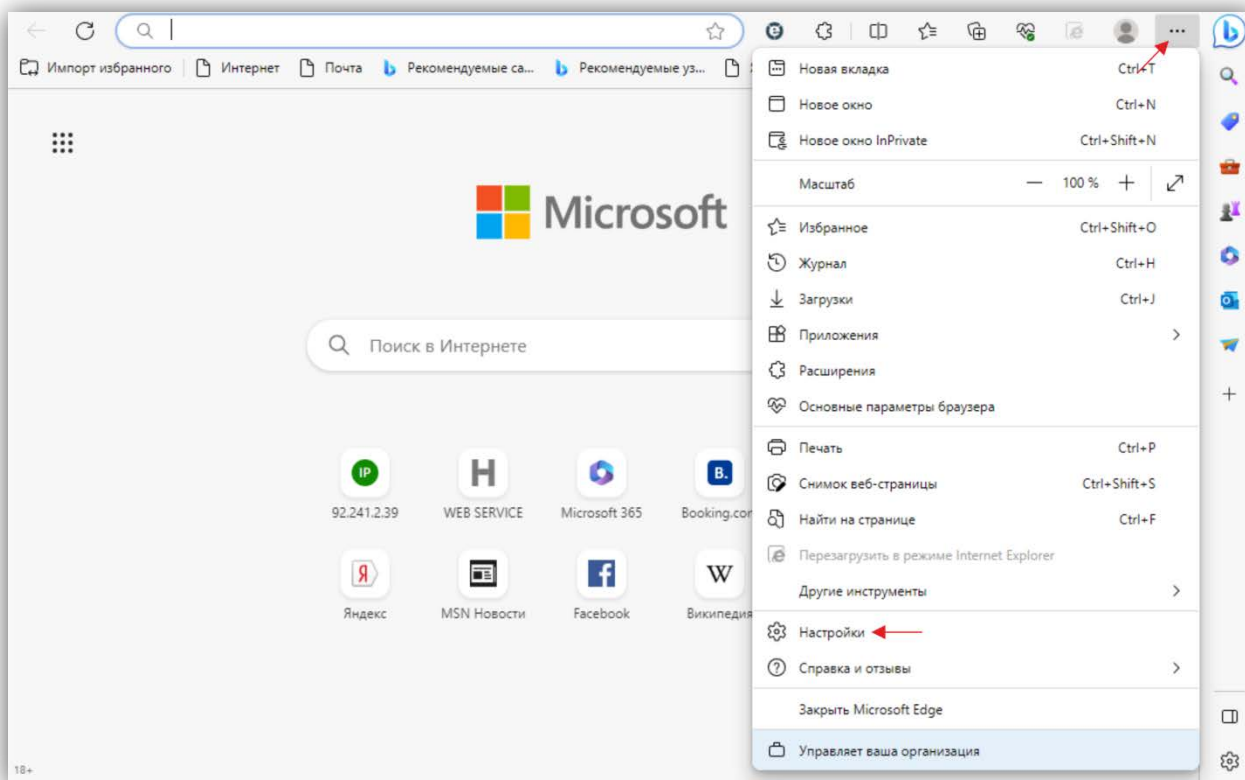 Импорт избранного
Интернет
Почта
Рекомендуемые са...
Рекомендуемые уз...
Microsoft
Поиск в Интернете
IP
H
B.
92.241.2.39
WEB SERVICE
Microsoft 365
Booking.cor
Я
f
W
Яндекс
MSN Новости
Facebook
Википедия
18+
Новая вкладка Ctrl+T
Новое окно Ctrl+N
Новое окно InPrivate Ctrl+Shift+N
Масштаб — 100 % +
Избранное Ctrl+Shift+O
Журнал Ctrl+H
Загрузки Ctrl+J
Приложения
Расширения
Основные параметры браузера
Печать Ctrl+P
Снимок веб-страницы Ctrl+Shift+S
Найти на странице Ctrl+F
Перезагрузить в режиме Internet Explorer
Другие инструменты
Настройки
Справка и отзывы
Закрыть Microsoft Edge
Управляет ваша организация